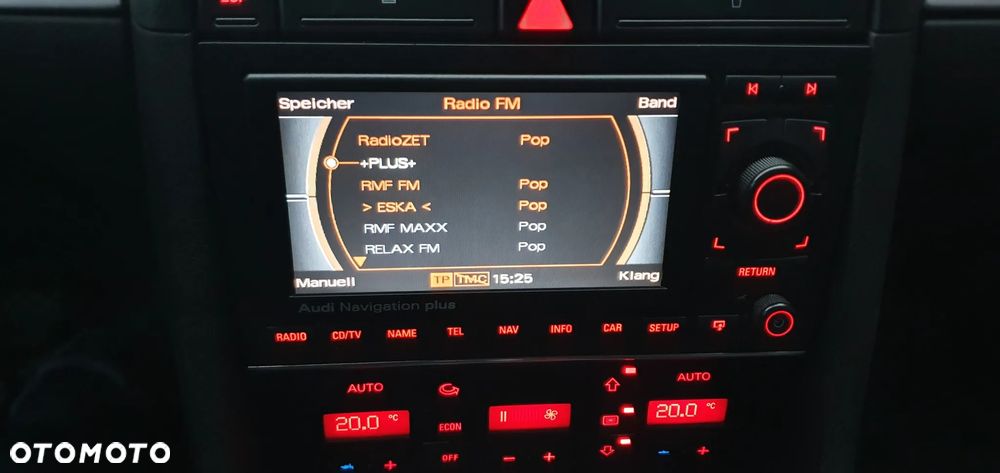 Speicher Radio FM Band
RadioZET Pop
+PLUS+
RMF FM Pop
> ESKA < Pop
RMF MAXX Pop
RELAX FM Pop
Manuell TP TMC 15:25 Klang
RETURN
Audi Navigation plus
RADIO CD/TV NAME TEL NAV INFO CAR SETUP
AUTO AUTO
20.0 °C 20.0 °C
ECON
OFF
OTOMOTO